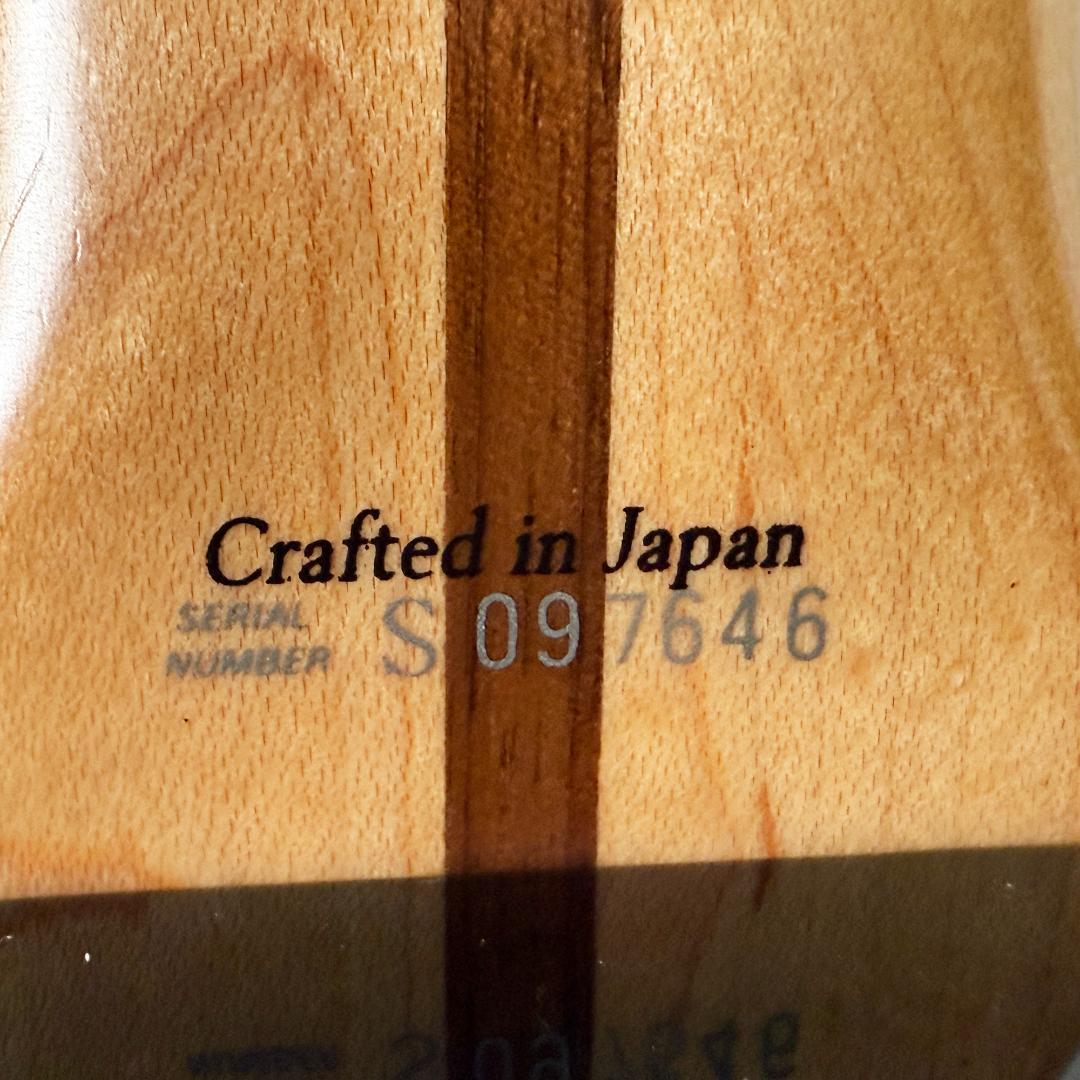 Crafted in Japan
SERIAL
NUMBER S 097646